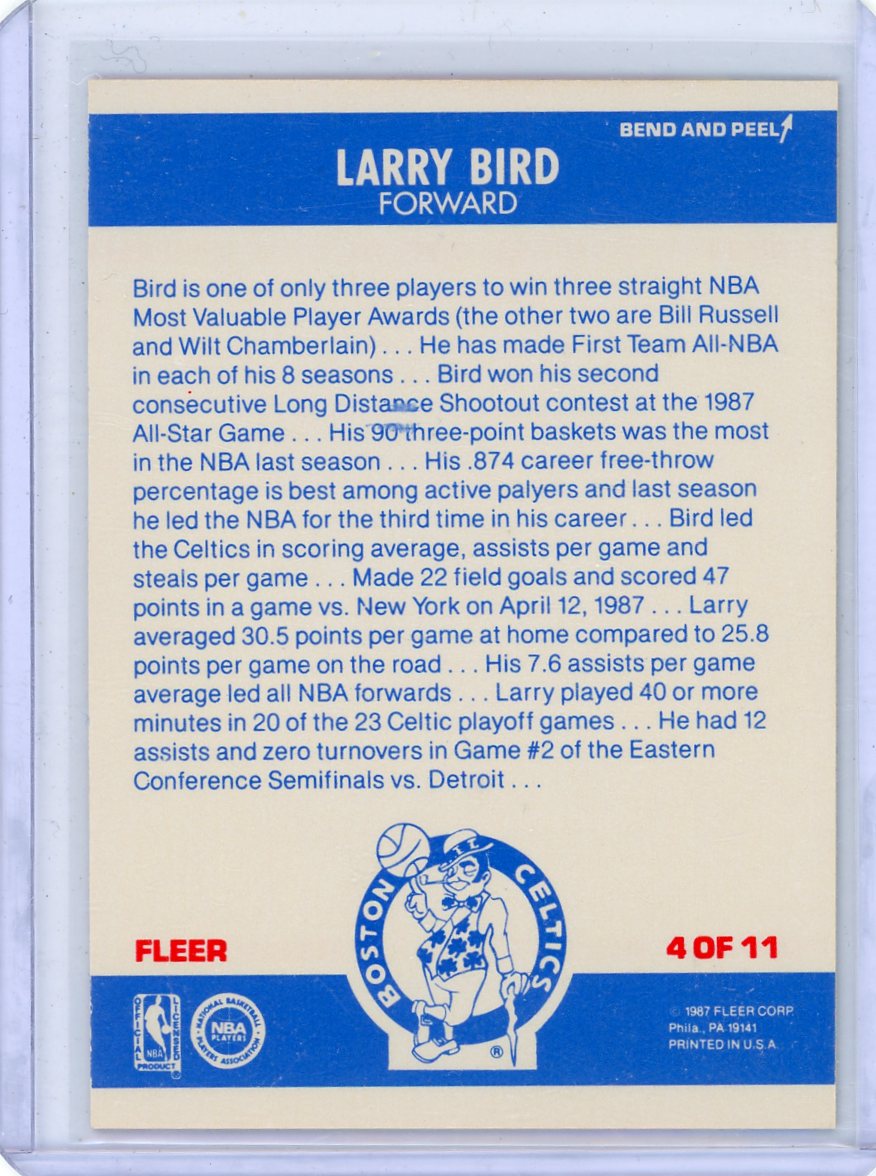 BEND AND PEEL
LARRY BIRD
FORWARD
Bird is one of only three players to win three straight NBA
Most Valuable Player Awards (the other two are Bill Russell
and Wilt Chamberlain) . . . He has made First Team All-NBA
in each of his 8 seasons . . . Bird won his second
consecutive Long Distance Shootout contest at the 1987
All-Star Game . . . His 90 three-point baskets was the most
in the NBA last season . . . His .874 career free-throw
percentage is best among active palyers and last season
he led the NBA for the third time in his career . . . Bird led
the Celtics in scoring average, assists per game and
steals per game . . . Made 22 field goals and scored 47
points in a game vs. New York on April 12, 1987 . . . Larry
averaged 30.5 points per game at home compared to 25.8
points per game on the road . . . His 7.6 assists per game
average led all NBA forwards . . . Larry played 40 or more
minutes in 20 of the 23 Celtic playoff games . . . He had 12
assists and zero turnovers in Game #2 of the Eastern
Conference Semifinals vs. Detroit . . .
BOSTON CELTICS
®
FLEER
4 OF 11
OFFICIAL LICENSED PRODUCT
NBA
®
NATIONAL BASKETBALL PLAYERS ASSOCIATION
NBA
PLAYERS
© 1987 FLEER CORP.
Phila., PA 19141
PRINTED IN U.S.A.